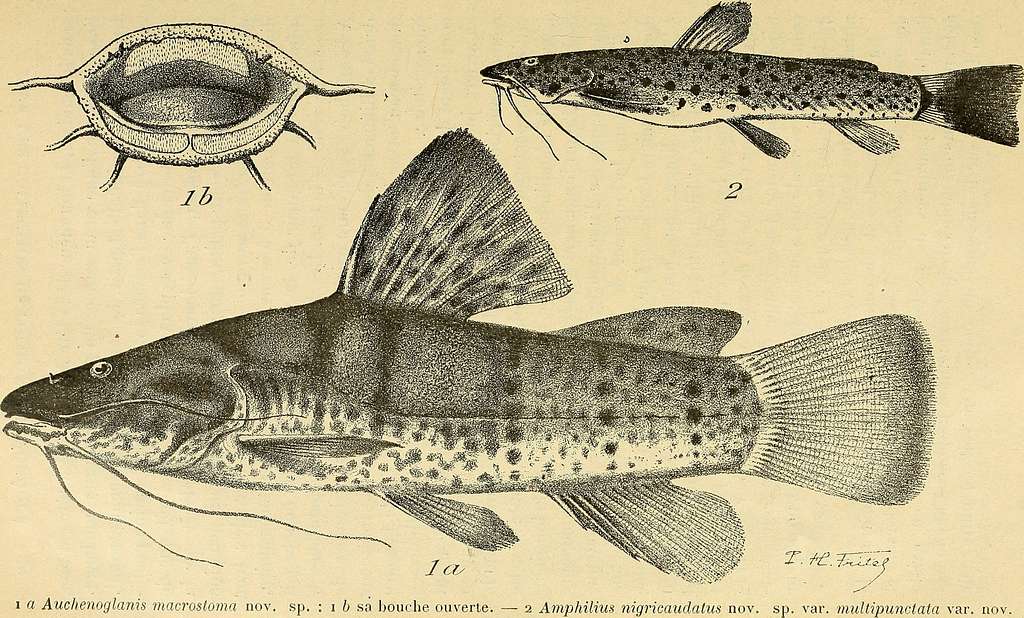 1b
2
1a
P. H. Fritel
1 a Auchenoglanis macrostoma nov. sp. : 1 b sa bouche ouverte. — 2 Amphilius nigricaudatus nov. sp. var. multipunctata var. nov.